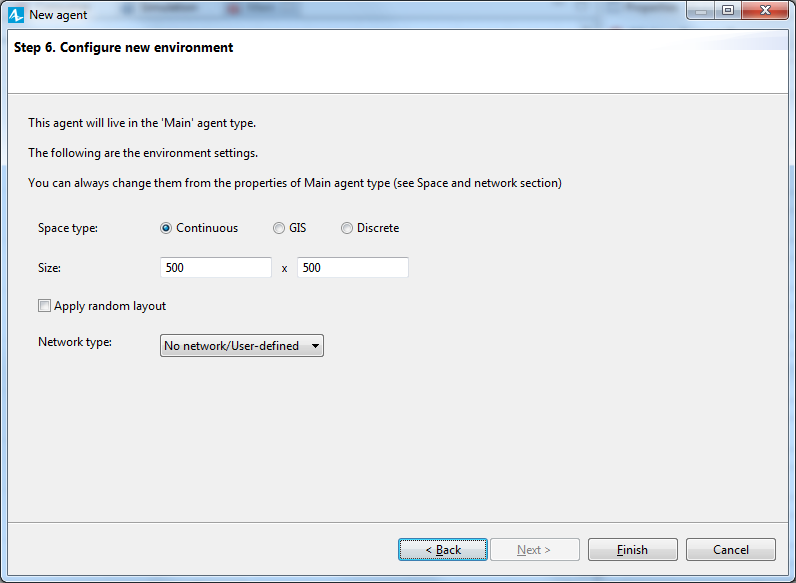 New agent
Step 6. Configure new environment
This agent will live in the 'Main' agent type.
The following are the environment settings.
You can always change them from the properties of Main agent type (see Space and network section)
Space type: Continuous GIS Discrete
Size: 500 x 500
Apply random layout
Network type: No network/User-defined
< Back Next > Finish Cancel